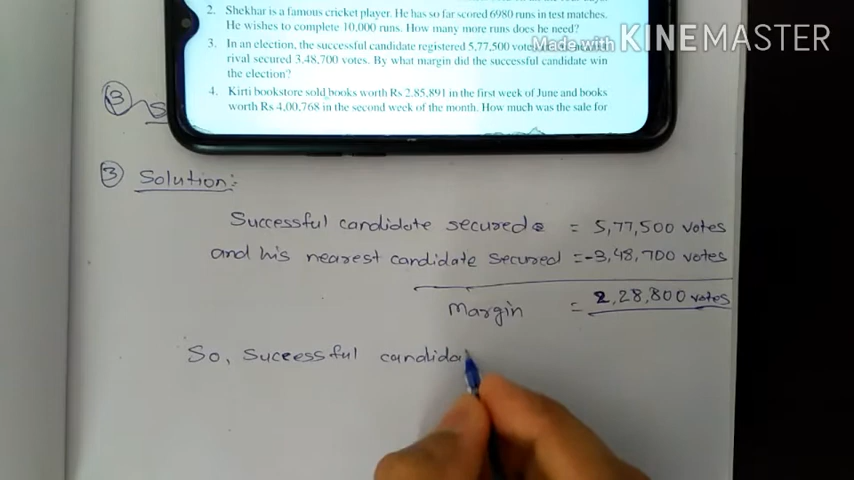 2. Shekhar is a famous cricket player. He has so far scored 6980 runs in test matches.
He wishes to complete 10,000 runs. How many more runs does he need?
3. In an election, the successful candidate registered 5,77,500 votes
Made with KINEMASTER
rival secured 3,48,700 votes. By what margin did the successful candidate win
the election?
4. Kirti bookstore sold books worth Rs 2,85,891 in the first week of June and books
worth Rs 4,00,768 in the second week of the month. How much was the sale for
3
3 Solution:
Successful candidate secured = 5,77,500 votes
and his nearest candidate secured = -3,48,700 votes
Margin = 2,28,800 votes
So, Successful candida